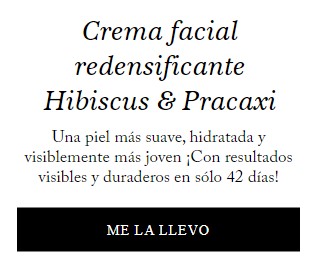 Crema facial
redensificante
Hibiscus & Pracaxi
Una piel más suave, hidratada y
visiblemente más joven ¡Con resultados
visibles y duraderos en sólo 42 días!
ME LA LLEVO